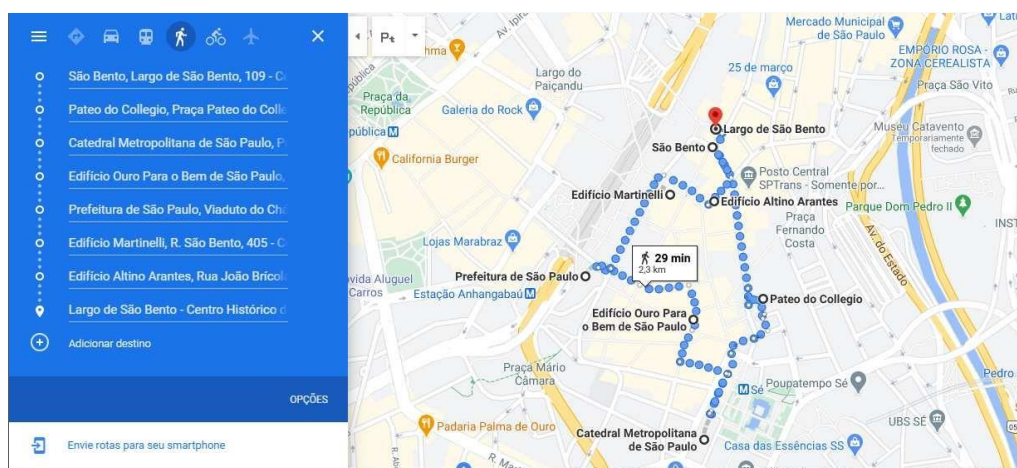 São Bento, Largo de São Bento, 109 - C
Pateo do Collegio, Praça Pateo do Colle
Catedral Metropolitana de São Paulo, P
Edifício Ouro Para o Bem de São Paulo,
Prefeitura de São Paulo, Viaduto do Ch
Edifício Martinelli, R. São Bento, 405 - C
Edifício Altino Arantes, Rua João Brícol
Largo de São Bento - Centro Histórico d
Adicionar destino
OPÇÕES
Envie rotas para seu smartphone
Av. Ipir
Mercado Municipal
de São Paulo
EMPÓRIO ROSA -
ZONA CEREALISTA
25 de março
Praça São Vito
Largo do
Paiçandu
Praça da
República
Galeria do Rock
Largo de São Bento
Museu Catavento
Temporariamente
fechado
São Bento
California Burger
Posto Central
SPTrans - Somente por...
Edifício Martinelli
Edifício Altino Arantes
Parque Dom Pedro II
Praça
Fernando
Costa
Av. do Estado
Lojas Marabraz
29 min
2,3 km
Prefeitura de São Paulo
Aluguel
Carros
Estação Anhangabaú
Pateo do Collegio
Edifício Ouro Para
o Bem de São Paulo
Praça Mário
Câmara
Sé
Poupatempo Sé
Pedro
UBS SÉ
Padaria Palma de Ouro
Catedral Metropolitana
de São Paulo
Casa das Essências SS